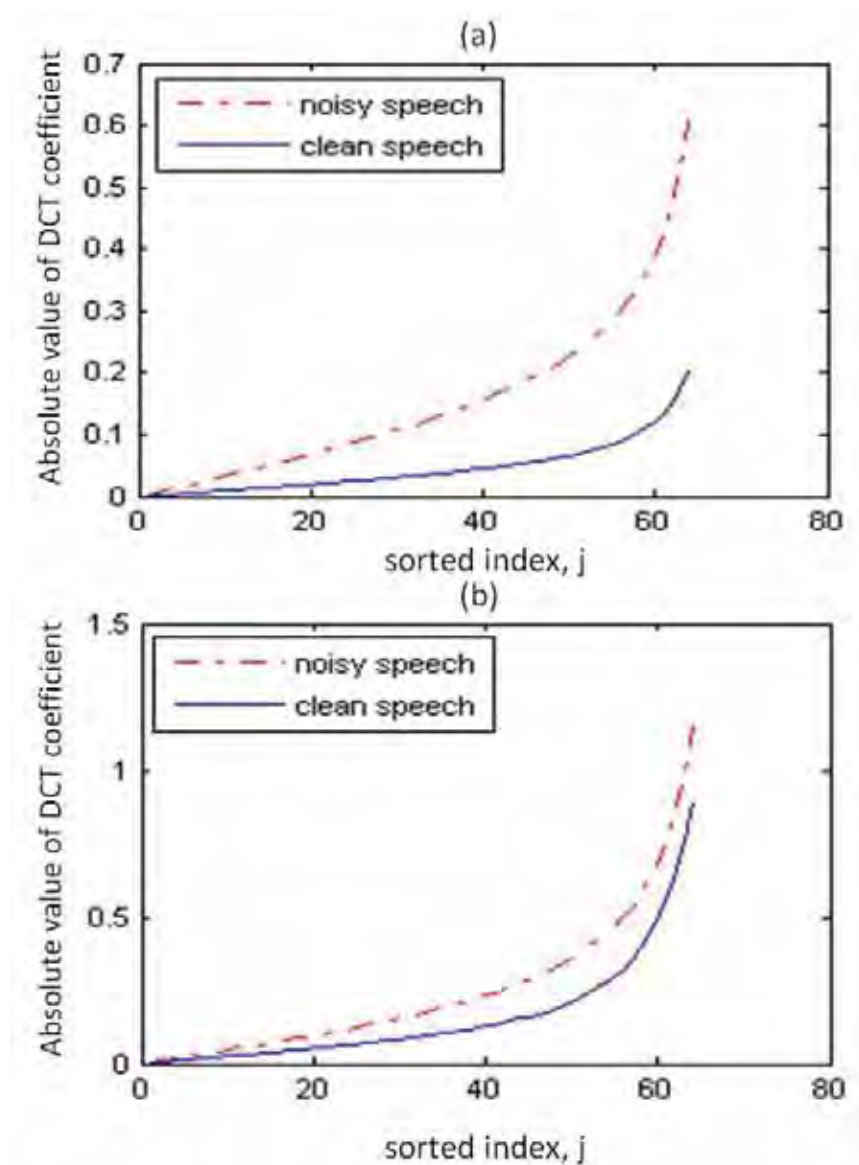 (a)
Absolute value of DCT coefficient
0.7
0.6
0.5
0.4
0.3
0.2
0.1
0
noisy speech
clean speech
0 20 40 60 80
sorted index, j
(b)
Absolute value of DCT coefficient
1.5
1
0.5
0
noisy speech
clean speech
0 20 40 60 80
sorted index, j